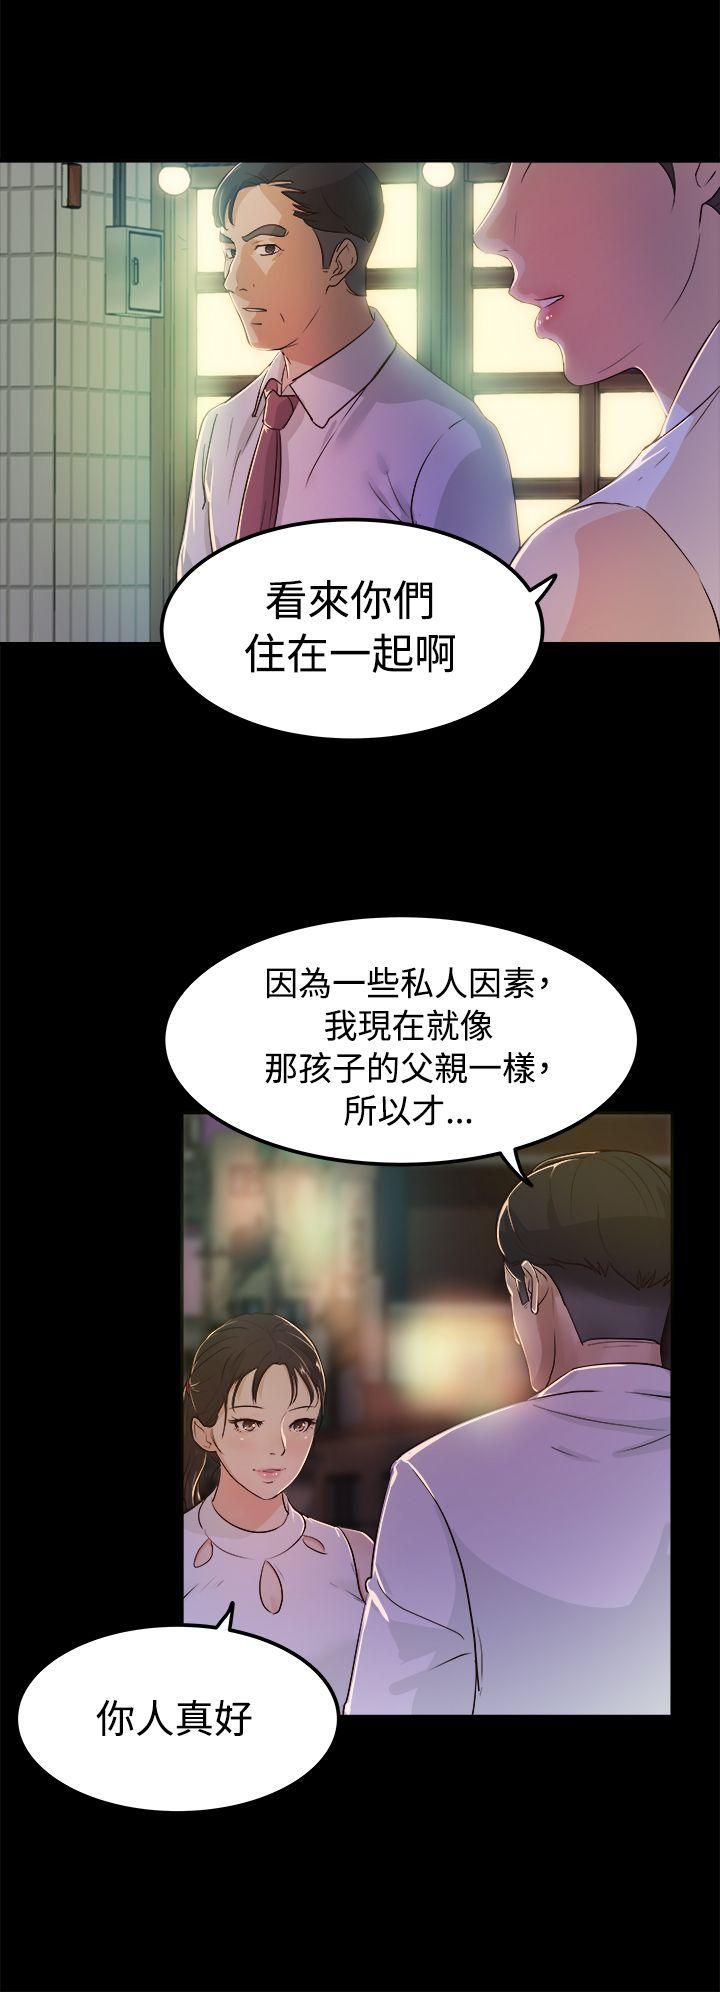 看來你們
住在一起啊
因為一些私人因素，
我現在就像
那孩子的父親一樣，
所以才...
你人真好